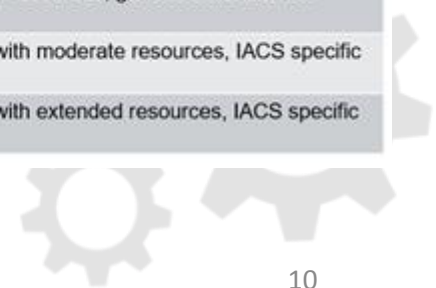 with moderate resources, IACS specific
with extended resources, IACS specific
10